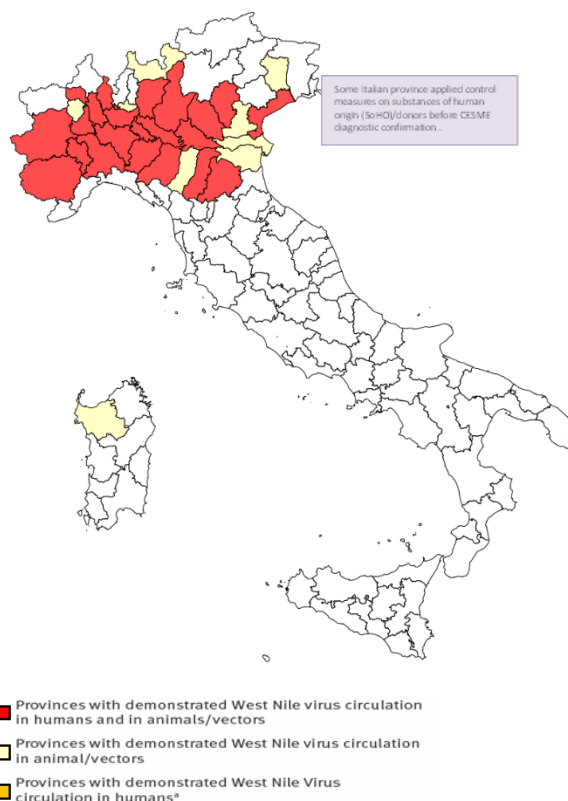 Some Italian province applied control
measures on substances of human
origin (SoHO)/donors before CESME
diagnostic confirmation .
Provinces with demonstrated West Nile virus circulation
in humans and in animals/vectors
Provinces with demonstrated West Nile virus circulation
in animal/vectors
Provinces with demonstrated West Nile Virus
circulation in humansª